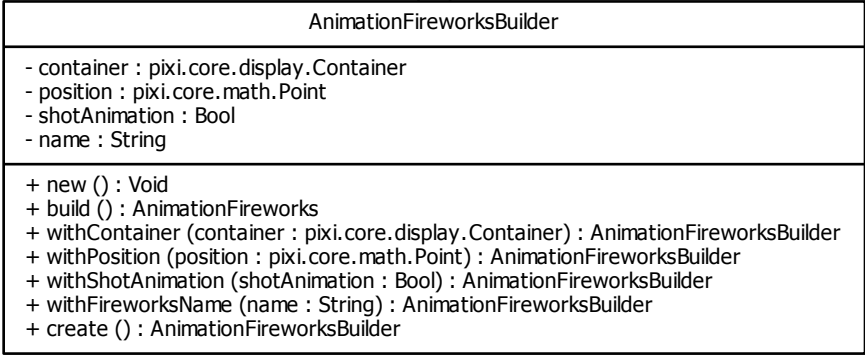 AnimationFireworksBuilder
- container : pixi.core.display.Container
- position : pixi.core.math.Point
- shotAnimation : Bool
- name : String
+ new () : Void
+ build () : AnimationFireworks
+ withContainer (container : pixi.core.display.Container) : AnimationFireworksBuilder
+ withPosition (position : pixi.core.math.Point) : AnimationFireworksBuilder
+ withShotAnimation (shotAnimation : Bool) : AnimationFireworksBuilder
+ withFireworksName (name : String) : AnimationFireworksBuilder
+ create () : AnimationFireworksBuilder